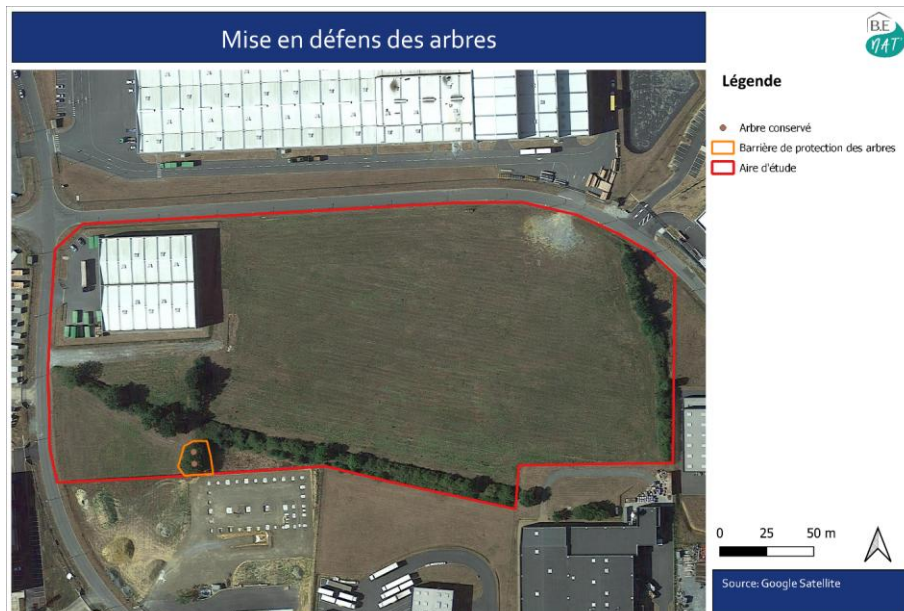 Mise en défens des arbres
B.E
NAT'
Légende
Arbre conservé
Barrière de protection des arbres
Aire d'étude
0 25 50 m
Source: Google Satellite